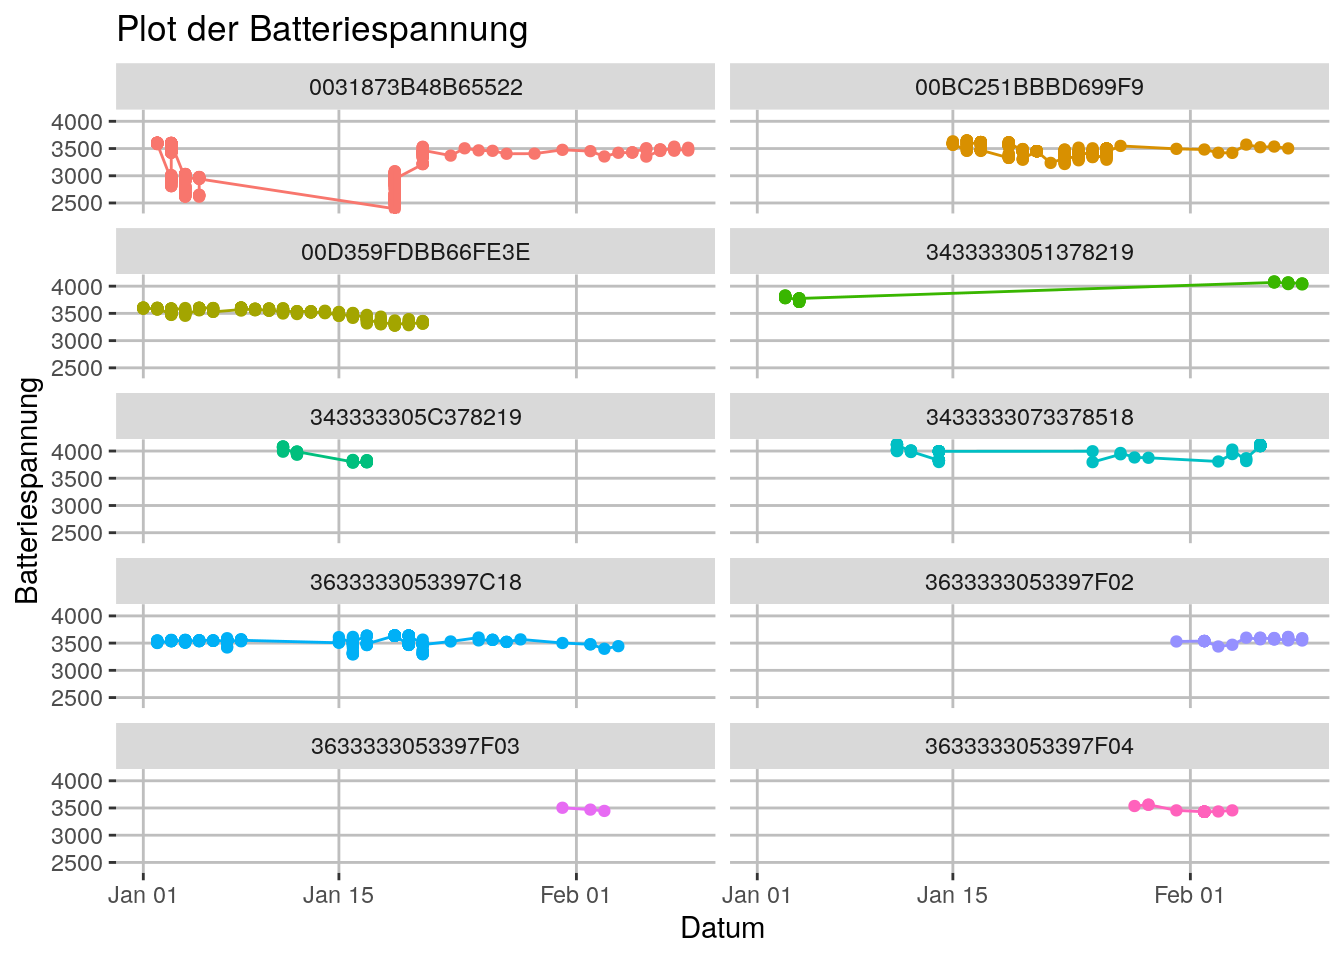 Plot der Batteriespannung
0031873B48B65522
00BC251BBBD699F9
4000
3500
3000
2500
00D359FDBB66FE3E
3433333051378219
4000
3500
3000
2500
343333305C378219
3433333073378518
4000
3500
3000
2500
3633333053397C18
3633333053397F02
4000
3500
3000
2500
3633333053397F03
3633333053397F04
4000
3500
3000
2500
Jan 01
Jan 15
Feb 01
Jan 01
Jan 15
Feb 01
Datum
Batteriespannung